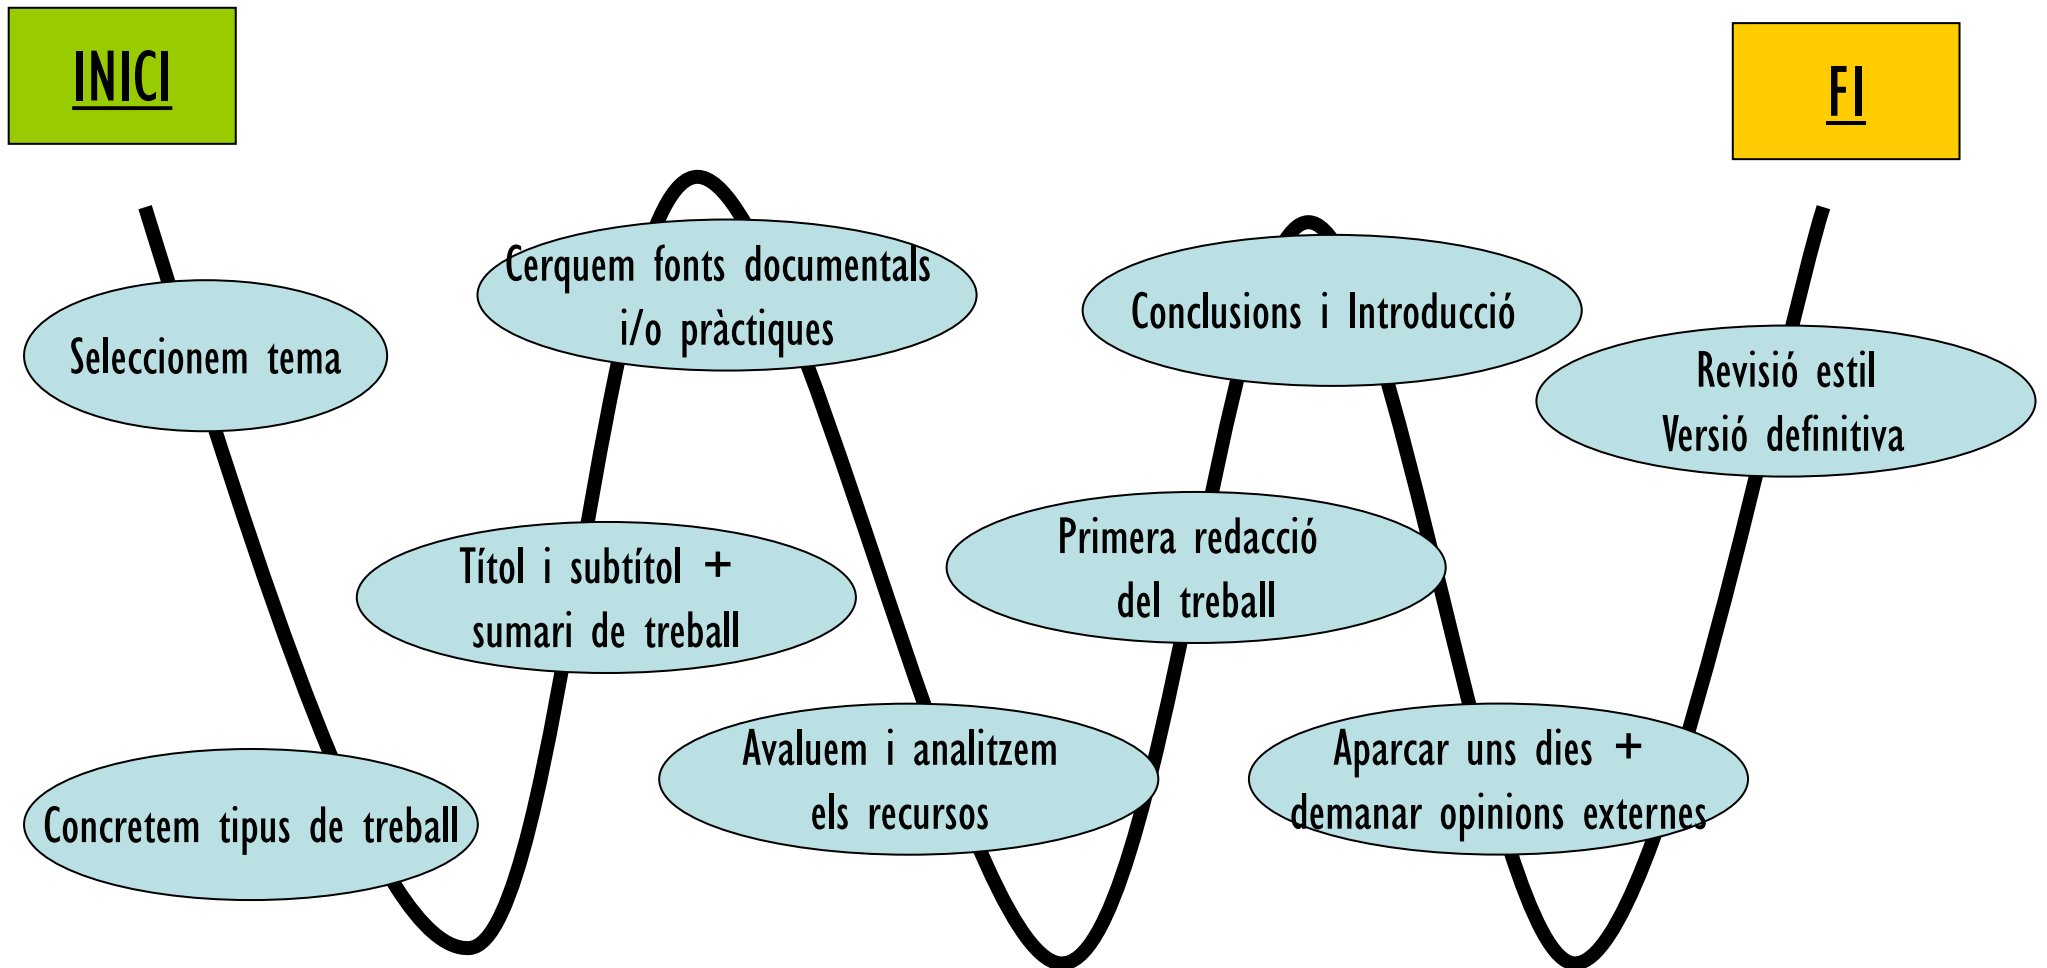 INICI
FI
Seleccionem tema
Concretem tipus de treball
Títol i subtítol +
sumari de treball
Cerquem fonts documentals
i/o pràctiques
Avaluem i analitzem
els recursos
Primera redacció
del treball
Conclusions i Introducció
Aparcar uns dies +
demanar opinions externes
Revisió estil
Versió definitiva